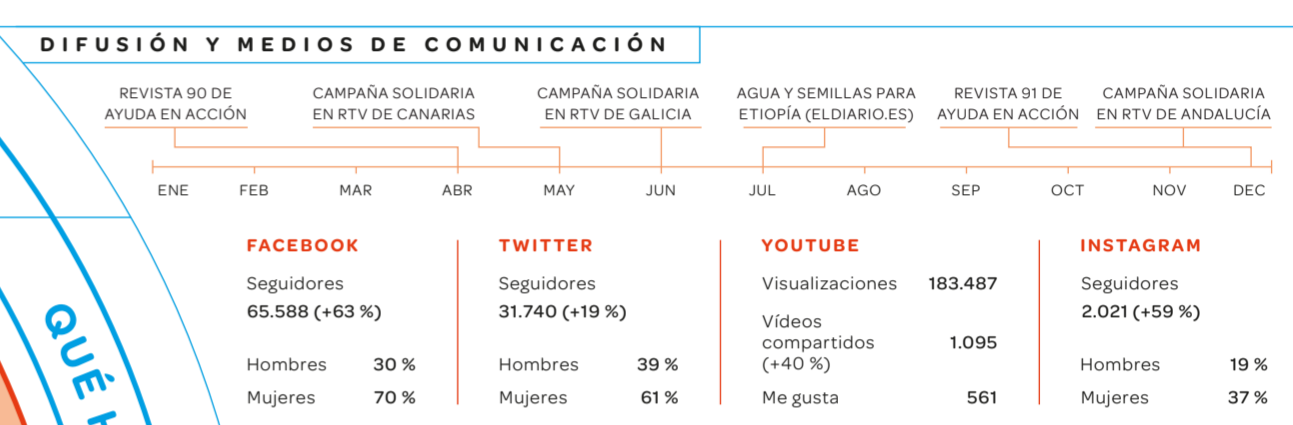 DIFUSIÓN Y MEDIOS DE COMUNICACIÓN
REVISTA 90 DE
AYUDA EN ACCIÓN
CAMPAÑA SOLIDARIA
EN RTV DE CANARIAS
CAMPAÑA SOLIDARIA
EN RTV DE GALICIA
AGUA Y SEMILLAS PARA
ETIOPÍA (ELDIARIO.ES)
REVISTA 91 DE
AYUDA EN ACCIÓN
CAMPAÑA SOLIDARIA
EN RTV DE ANDALUCÍA
ENE FEB MAR ABR MAY JUN JUL AGO SEP OCT NOV DEC
FACEBOOK
Seguidores
65.588 (+63 %)
Hombres 30 %
Mujeres 70 %
TWITTER
Seguidores
31.740 (+19 %)
Hombres 39 %
Mujeres 61 %
YOUTUBE
Visualizaciones 183.487
Vídeos
compartidos 1.095
(+40 %)
Me gusta 561
INSTAGRAM
Seguidores
2.021 (+59 %)
Hombres 19 %
Mujeres 37 %
QUÉ